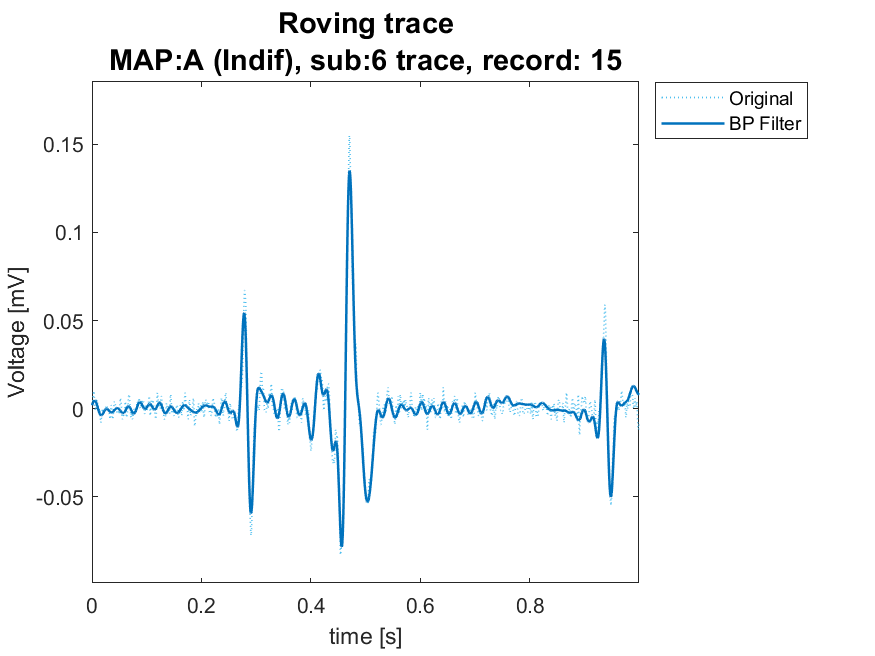 Roving trace
MAP:A (Indif), sub:6 trace, record: 15
Original
BP Filter
0.15
0.1
0.05
0
-0.05
Voltage [mV]
0
0.2
0.4
0.6
0.8
time [s]